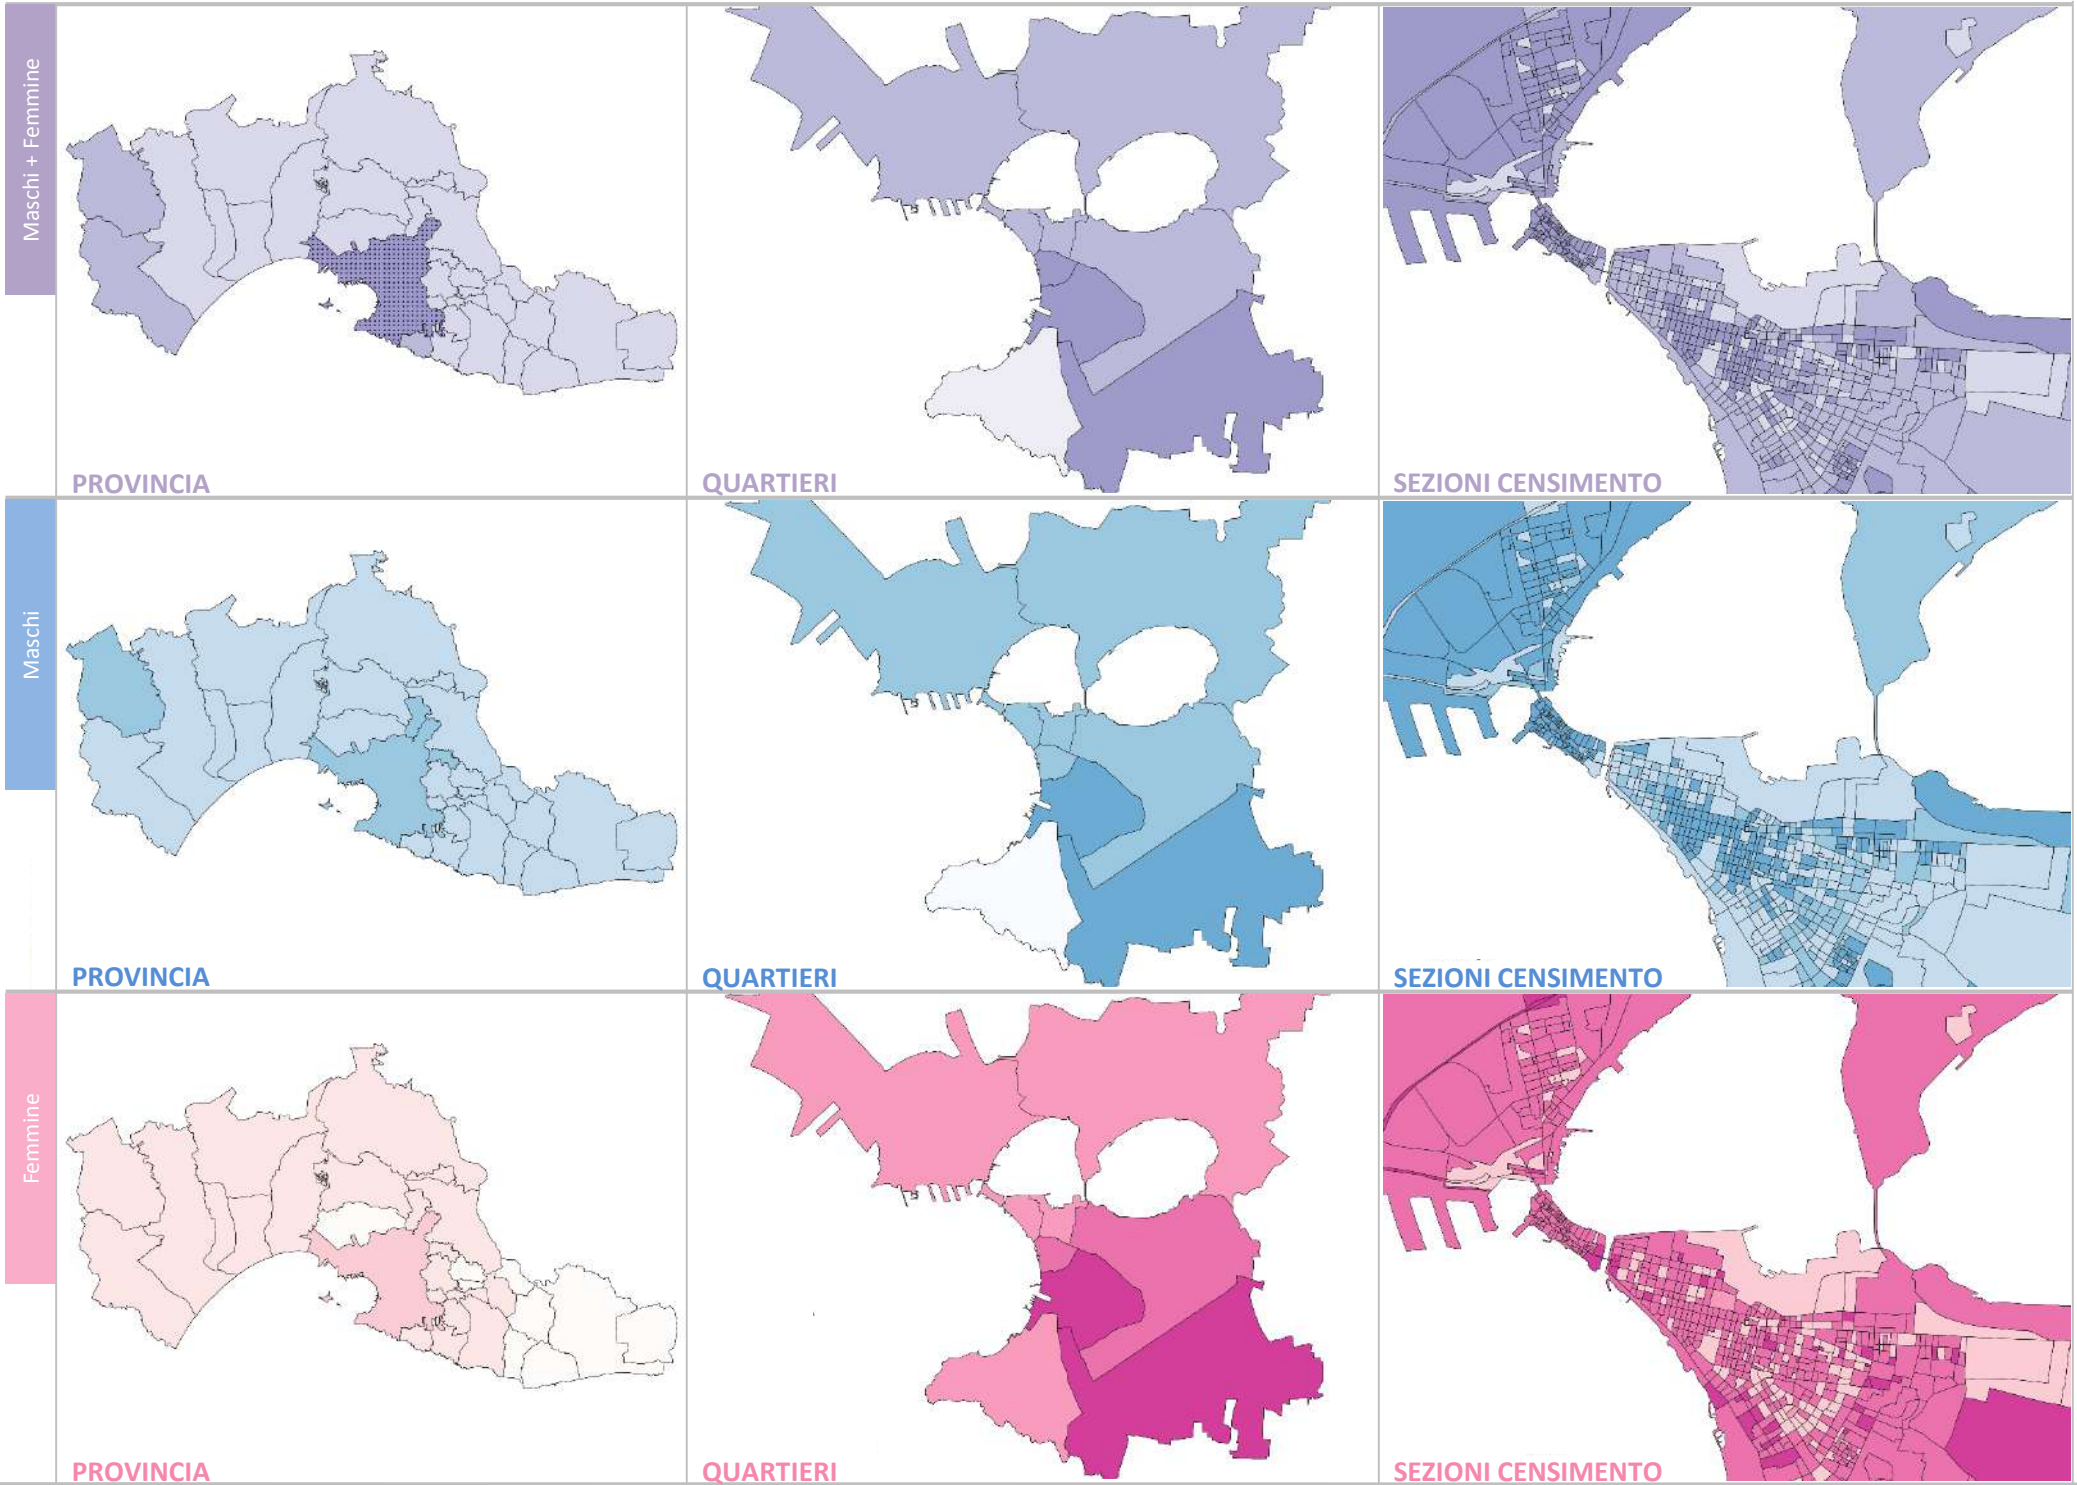 Maschi + Femmine
PROVINCIA
QUARTIERI
SEZIONI CENSIMENTO
Maschi
PROVINCIA
QUARTIERI
SEZIONI CENSIMENTO
Femmine
PROVINCIA
QUARTIERI
SEZIONI CENSIMENTO